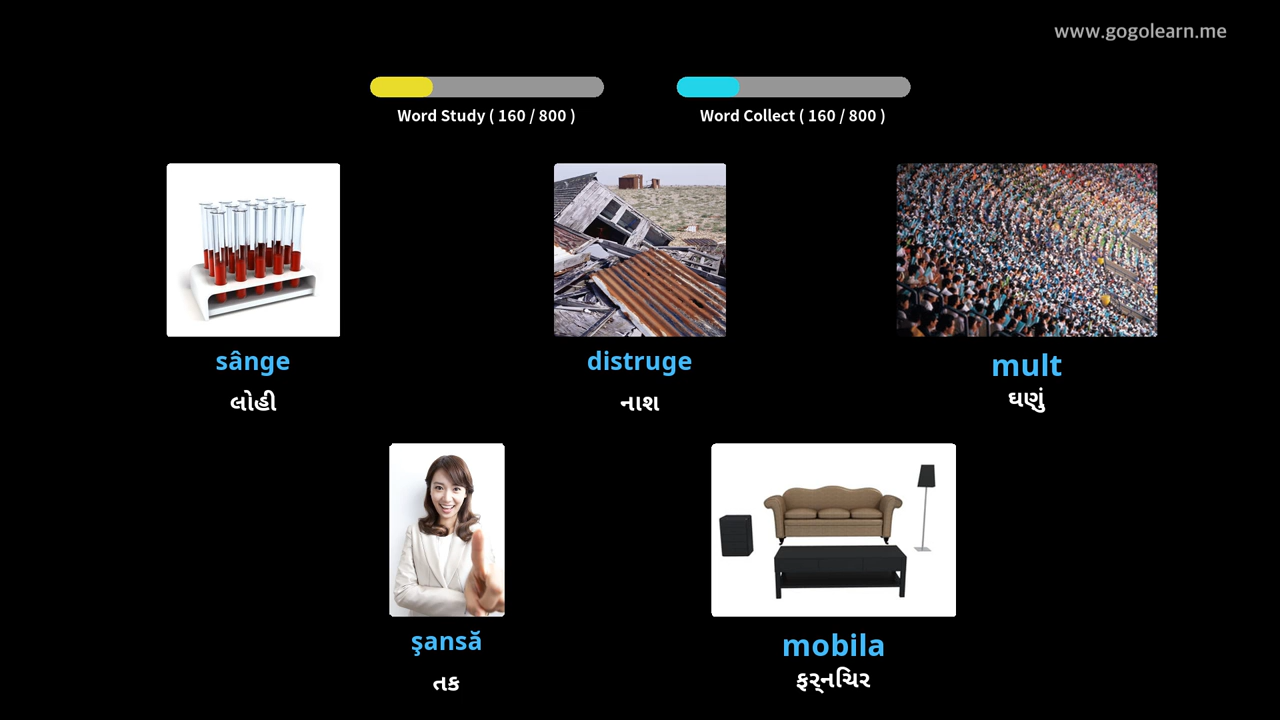 www.gogolearn.me
Word Study ( 160 / 800 )
Word Collect ( 160 / 800 )
sânge
લોહી
distruge
નાશ
mult
ઘણું
şansă
તક
mobila
ફર્નિચર